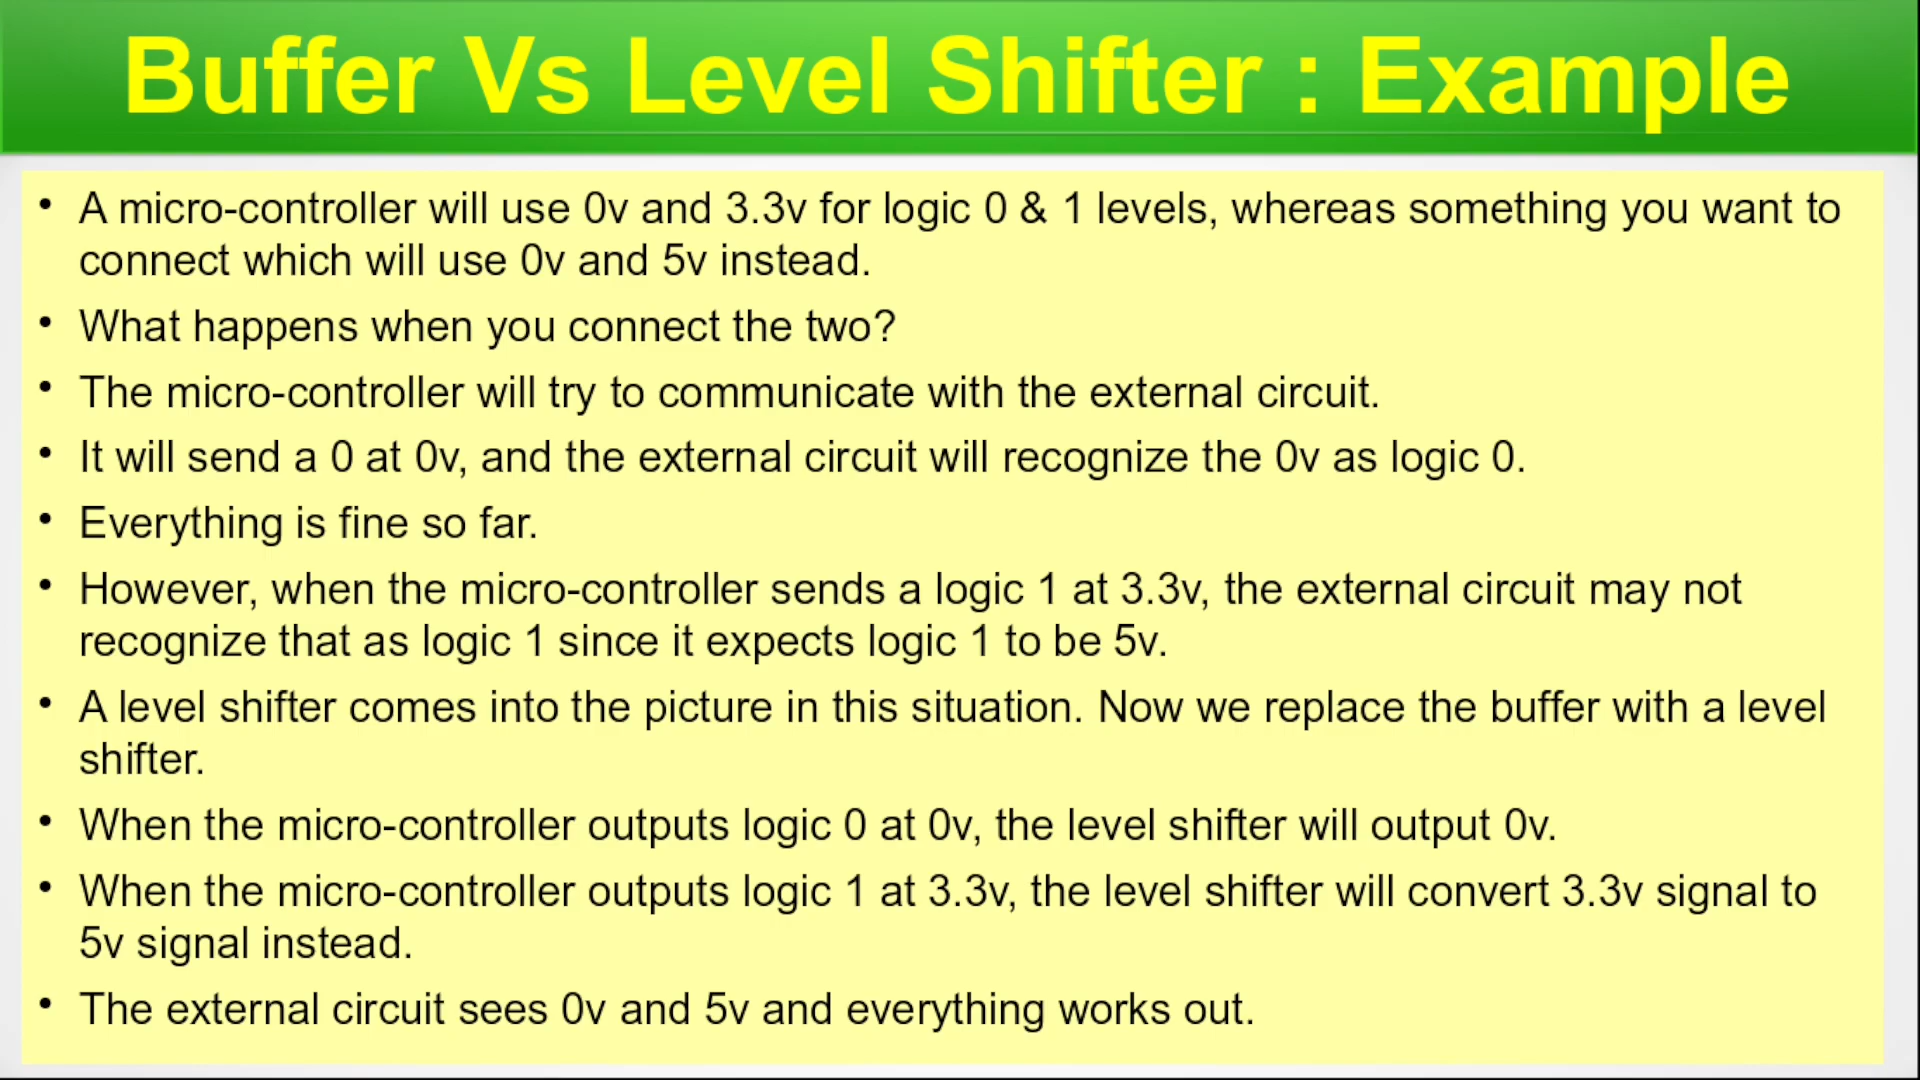 Buffer Vs Level Shifter : Example
• A micro-controller will use 0v and 3.3v for logic 0 & 1 levels, whereas something you want to
connect which will use 0v and 5v instead.
• What happens when you connect the two?
• The micro-controller will try to communicate with the external circuit.
• It will send a 0 at 0v, and the external circuit will recognize the 0v as logic 0.
• Everything is fine so far.
• However, when the micro-controller sends a logic 1 at 3.3v, the external circuit may not
recognize that as logic 1 since it expects logic 1 to be 5v.
• A level shifter comes into the picture in this situation. Now we replace the buffer with a level
shifter.
• When the micro-controller outputs logic 0 at 0v, the level shifter will output 0v.
• When the micro-controller outputs logic 1 at 3.3v, the level shifter will convert 3.3v signal to
5v signal instead.
• The external circuit sees 0v and 5v and everything works out.